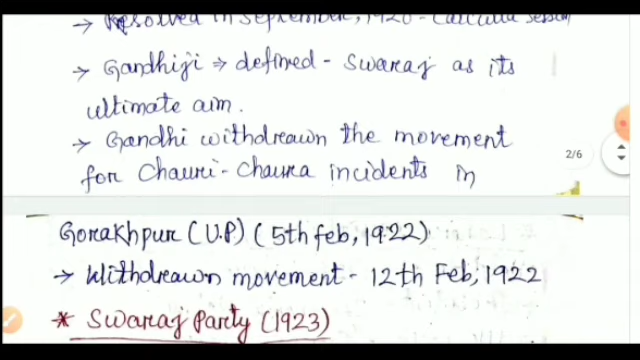 → Resolved in September, 1920 - Calcutta session
→ Gandhiji ⇒ defined - Swaraj as its
ultimate aim.
→ Gandhi withdrawn the movement
for Chauri - Chaura incidents in
2/6
Gorakhpur (U.P) (5th feb, 1922)
→ Withdrawn movement - 12th Feb, 1922
* Swaraj Party (1923)